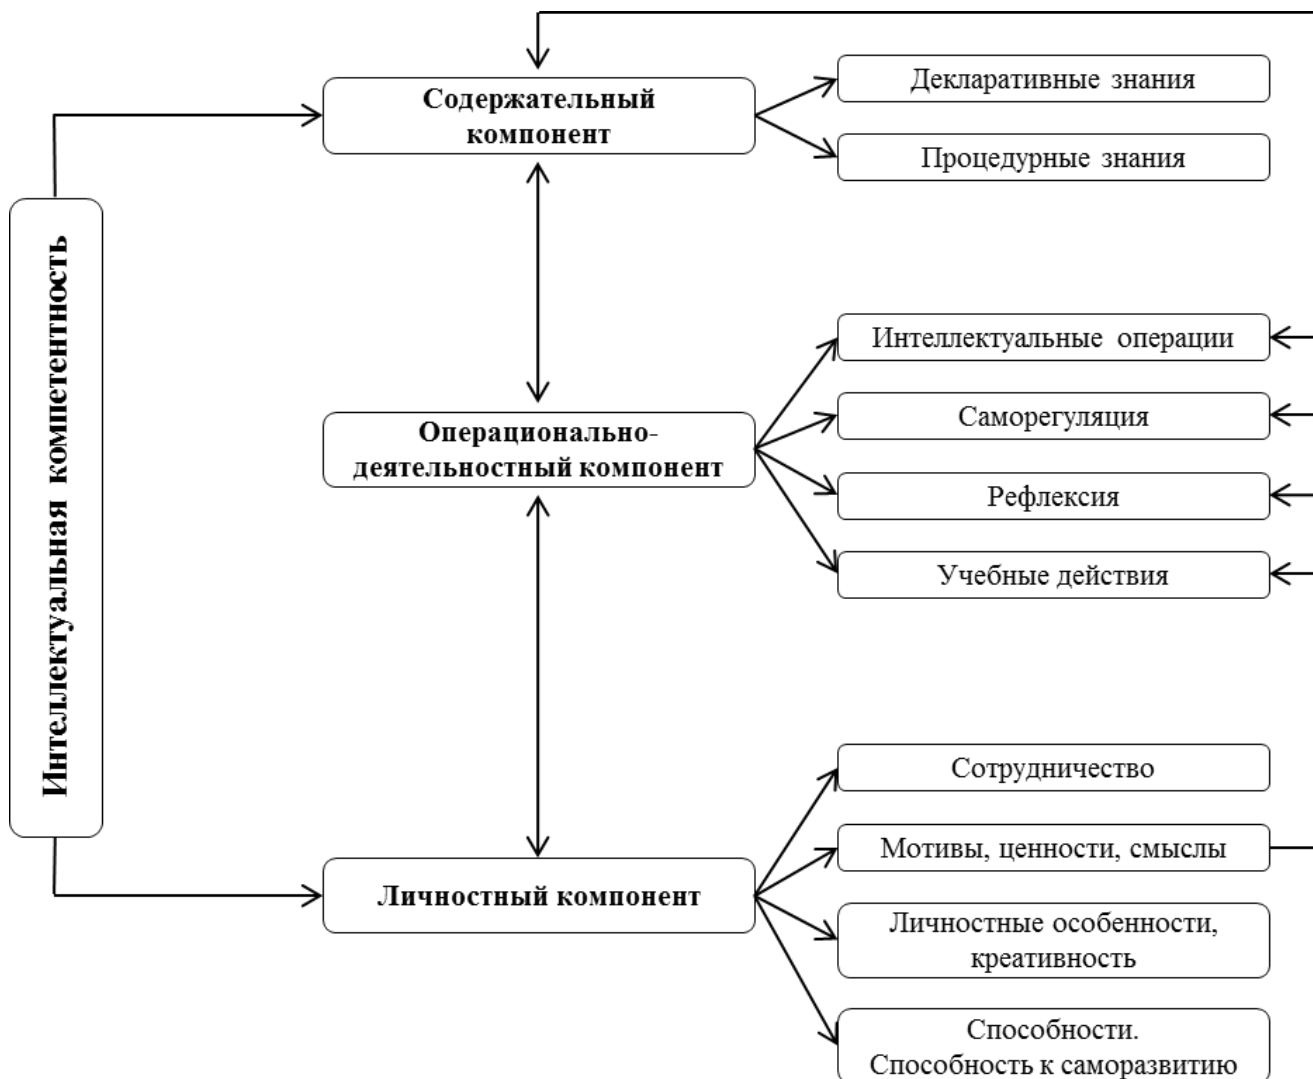 Интеллектуальная компетентность
Содержательный
компонент
Декларативные знания
Процедурные знания
Операционально-
деятельностный компонент
Интеллектуальные операции
Саморегуляция
Рефлексия
Учебные действия
Личностный компонент
Сотрудничество
Мотивы, ценности, смыслы
Личностные особенности,
креативность
Способности.
Способность к саморазвитию